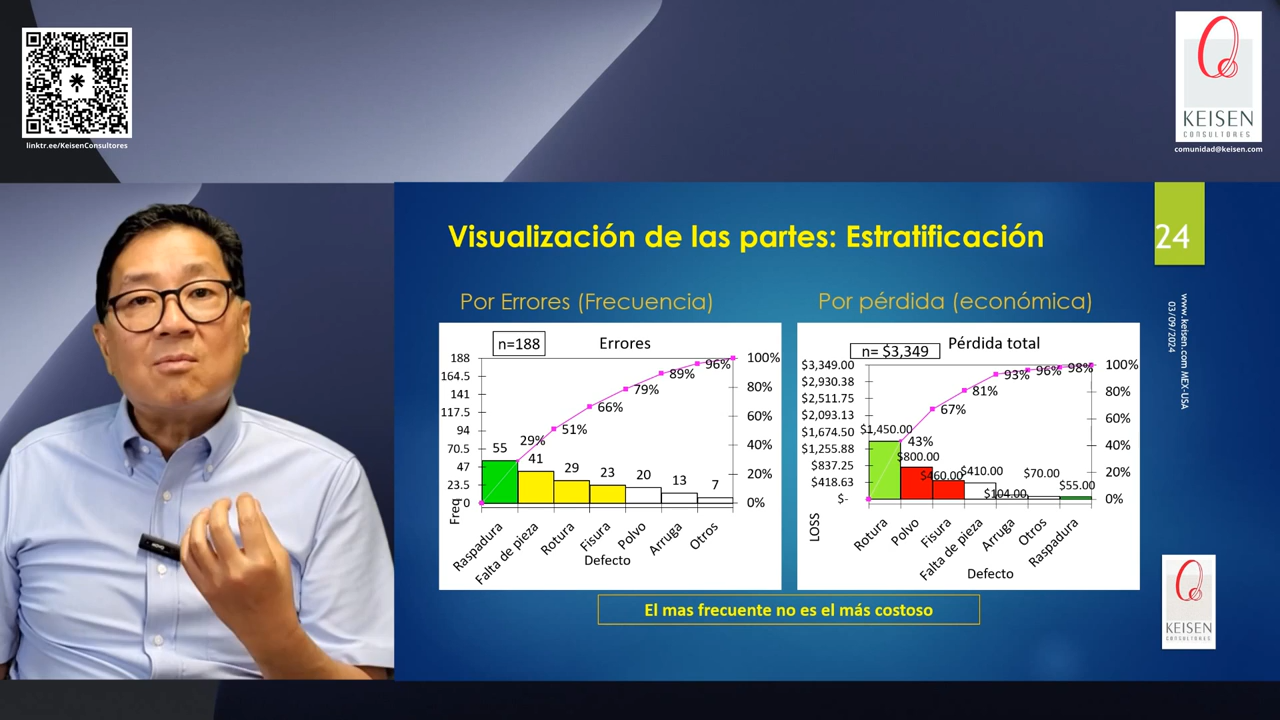 linktr.ee/KeisenConsultores
KEISEN
CONSULTORES
comunidad@keisen.com
Visualización de las partes: Estratificación
24
www.keisen.com MEX-USA
03/09/2024
Por Errores (Frecuencia)
n=188
Errores
188
164.5
141
117.5
94
70.5
47
23.5
0
Freq
55
41
29
23
20
13
7
29%
51%
66%
79%
89%
96%
100%
80%
60%
40%
20%
0%
Raspadura
Falta de pieza
Rotura
Fisura
Polvo
Arruga
Otros
Defecto
Por pérdida (económica)
n= $3,349
Pérdida total
$3,349.00
$2,930.38
$2,511.75
$2,093.13
$1,674.50
$1,255.88
$837.25
$418.63
$-
LOSS
$1,450.00
$800.00
$460.00
$410.00
$104.00
$70.00
$55.00
43%
67%
81%
93%
96%
98%
100%
80%
60%
40%
20%
0%
Rotura
Polvo
Fisura
Falta de pieza
Arruga
Otros
Raspadura
Defecto
El mas frecuente no es el más costoso
KEISEN
CONSULTORES